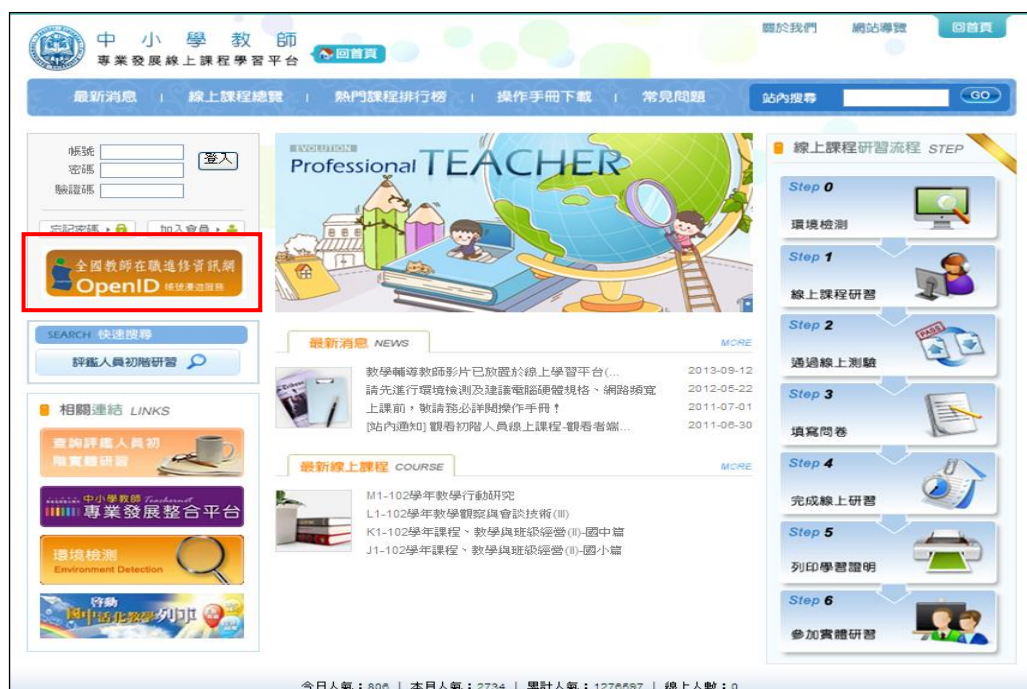 關於我們 網站導覽 回首頁
中小學教師
專業發展線上課程學習平台 回首頁
最新消息 | 線上課程總覽 | 熱門課程排行榜 | 操作手冊下載 | 常見問題 站內搜尋 GO
帳號
密碼 登入
驗證碼
忘記密碼 加入會員
全國教師在職進修資訊網
OpenID 帳號漫遊服務
SEARCH 快速搜尋
評鑑人員初階研習
相關連結 LINKS
查詢評鑑人員初
階實體研習
中小學教師 Teachernet
專業發展整合平台
環境檢測
Environment Detection
啟動
國中活化教學列車
EVOLUTION
Professional TEACHER
最新消息 NEWS MORE
教學輔導教師影片已放置於線上學習平台(... 2013-09-12
請先進行環境檢測及建議電腦硬體規格、網路頻寬 2012-05-22
上課前，敬請務必詳閱操作手冊！ 2011-07-01
[站內通知] 觀看初階人員線上課程-觀看者端... 2011-06-30
最新線上課程 COURSE MORE
M1-102學年教學行動研究
L1-102學年教學觀察與會談技術(III)
K1-102學年課程、教學與班級經營(II)-國中篇
J1-102學年課程、教學與班級經營(II)-國小篇
線上課程研習流程 STEP
Step 0
環境檢測
Step 1
線上課程研習
Step 2
PASS
通過線上測驗
Step 3
填寫問卷
Step 4
完成線上研習
Step 5
列印學習證明
Step 6
參加實體研習
今日人氣：806 | 本月人氣：2734 | 累計人氣：1276697 | 線上人數：0